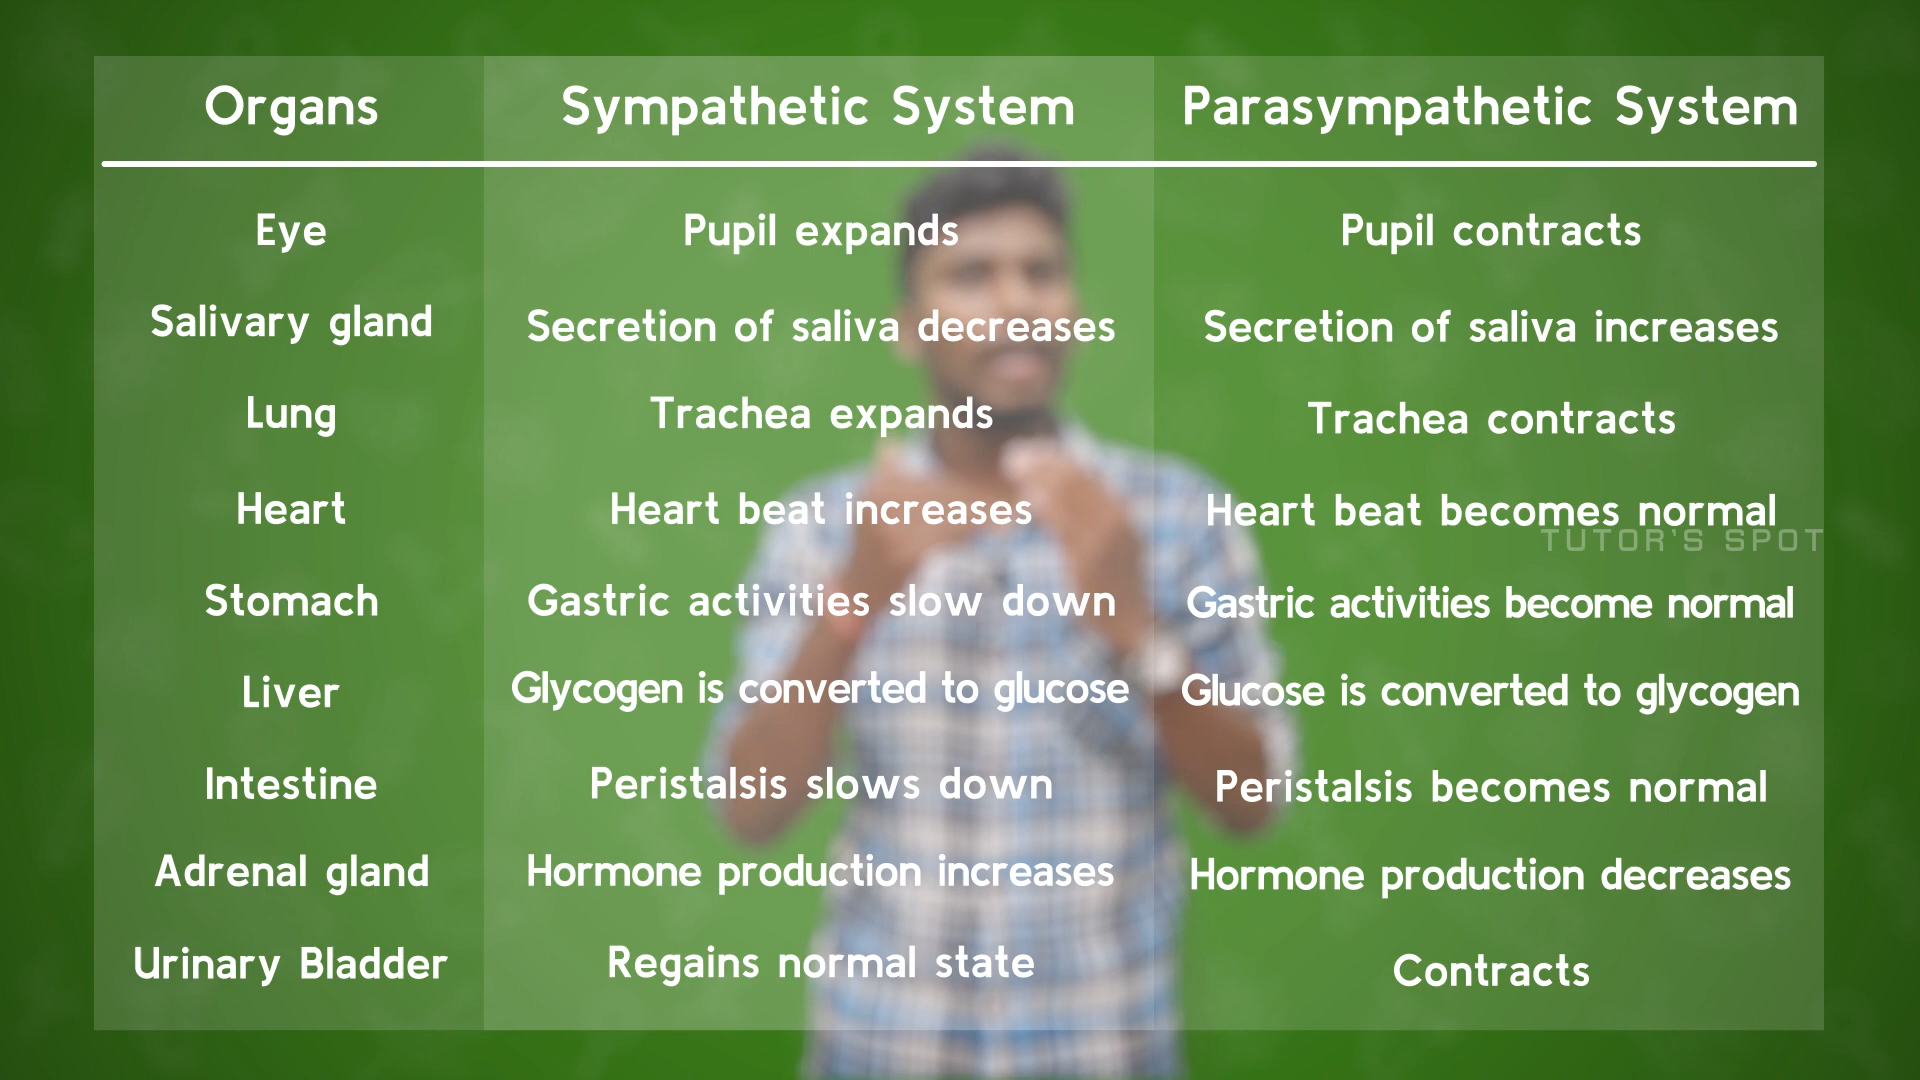 Organs Sympathetic System Parasympathetic System
Eye Pupil expands Pupil contracts
Salivary gland Secretion of saliva decreases Secretion of saliva increases
Lung Trachea expands Trachea contracts
Heart Heart beat increases Heart beat becomes normal
TUTOR'S SPOT
Stomach Gastric activities slow down Gastric activities become normal
Liver Glycogen is converted to glucose Glucose is converted to glycogen
Intestine Peristalsis slows down Peristalsis becomes normal
Adrenal gland Hormone production increases Hormone production decreases
Urinary Bladder Regains normal state Contracts